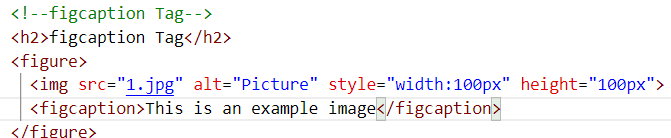 <!--figcaption Tag-->
<h2>figcaption Tag</h2>
<figure>
<img src="1.jpg" alt="Picture" style="width:100px" height="100px">
<figcaption>This is an example image</figcaption>
</figure>